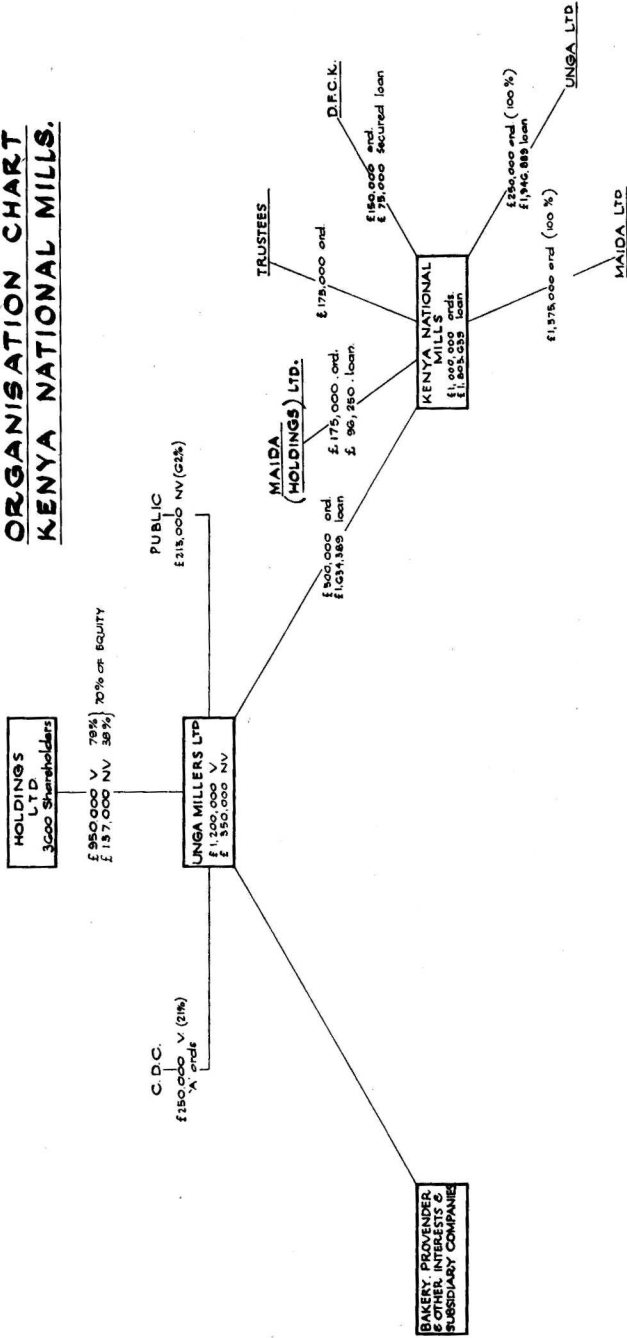 ORGANISATION CHART
KENYA NATIONAL MILLS.
HOLDINGS
LTD.
3600 Shareholders
£950,000 V 79%} 70% OF EQUITY
£137,000 NV 38%}
C.D.C.
£250,000 V. (21%)
'A' ords
PUBLIC
£213,000 NV (62%)
UNGA MILLERS LTD
£1,200,000 V
£ 350,000 NV
BAKERY, PROVENDER
& OTHER INTERESTS &
SUBSIDIARY COMPANIES
£500,000 ord.
£1,634,389 loan
MAIDA
(HOLDINGS) LTD.
£175,000. ord.
£ 96,250. loan.
TRUSTEES
£175,000 ord.
D.F.C.K.
£150,000 ord.
£ 75,000 secured loan
KENYA NATIONAL
MILLS
£1,000,000 ords.
£1,805,639 loan
£250,000 ord (100%)
£1,946,889 loan
UNGA LTD
£1,375,000 ord (100%)
MAIDA LTD